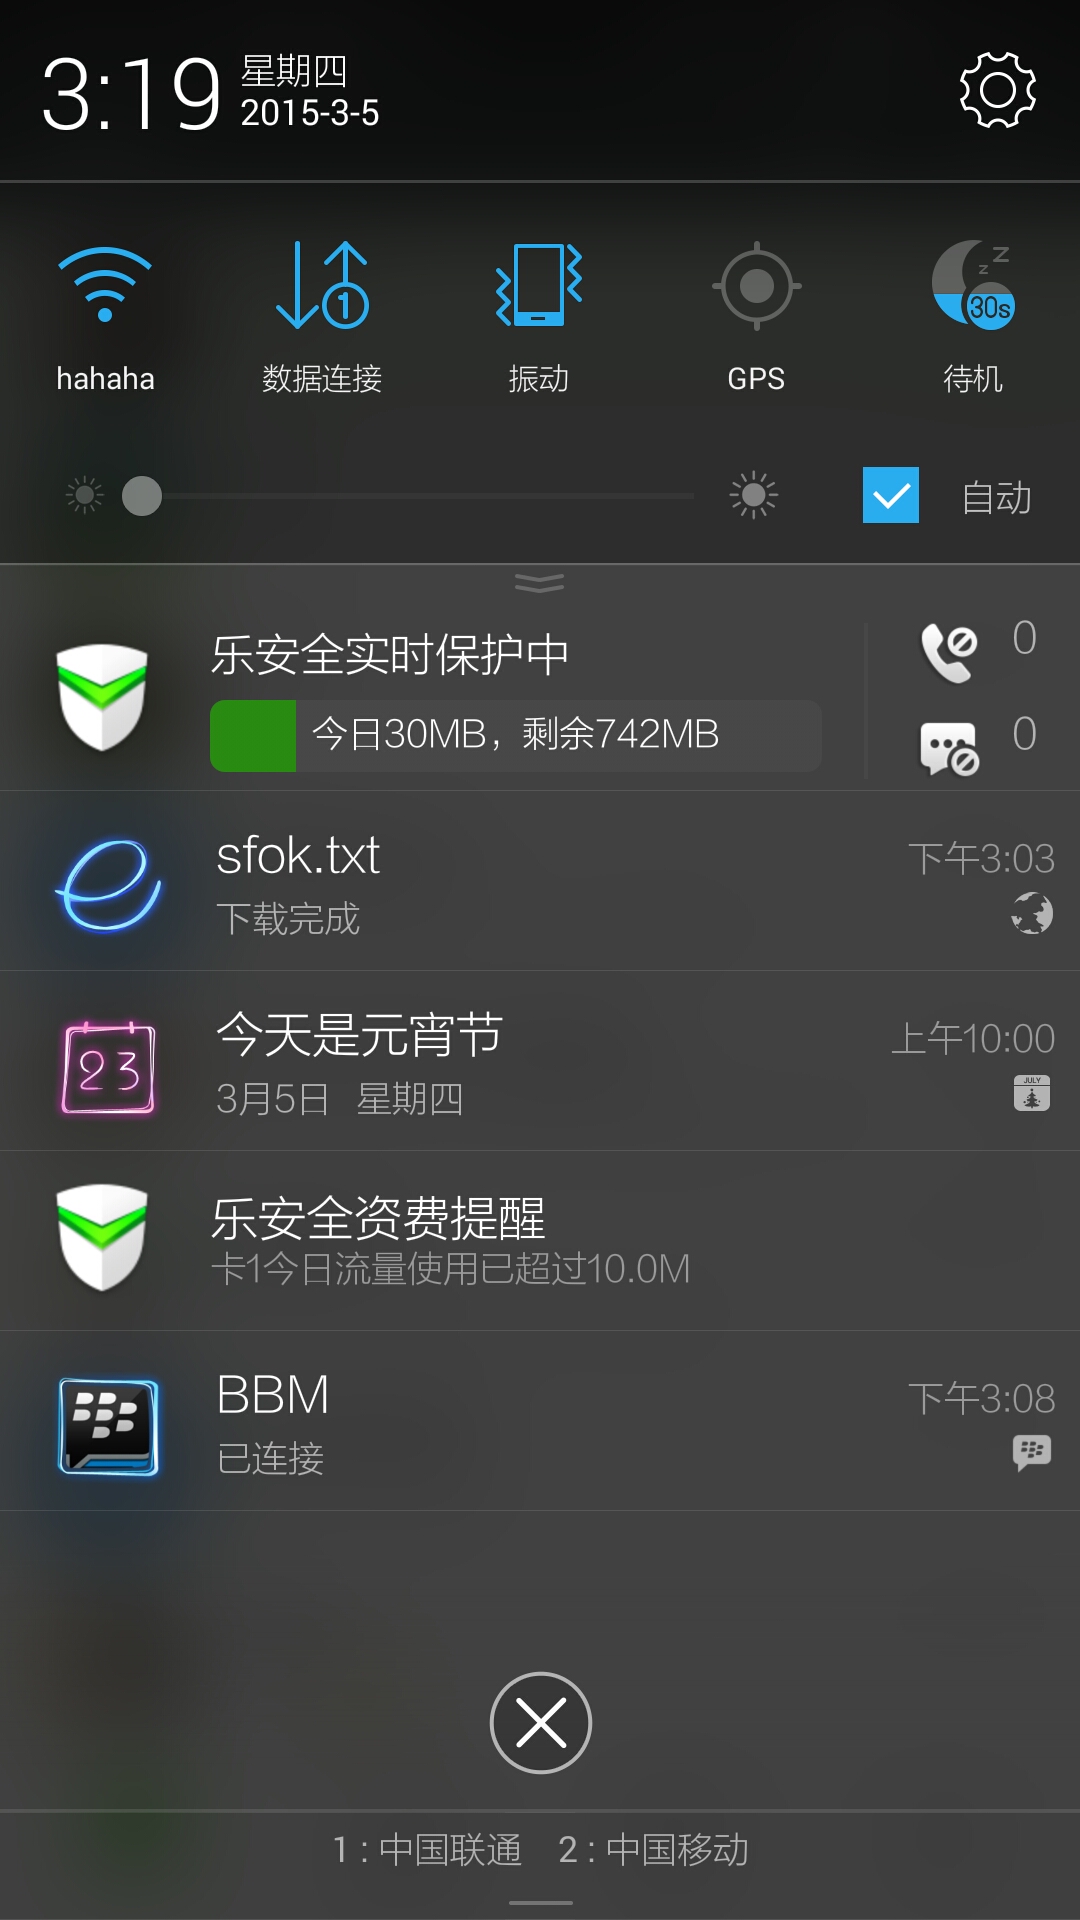 3:19
星期四
2015-3-5
hahaha
数据连接
1
振动
GPS
待机
z z
30s
自动
乐安全实时保护中
0
今日30MB，剩余742MB
0
sfok.txt
下午3:03
下载完成
今天是元宵节
上午10:00
23
3月5日 星期四
JULY
乐安全资费提醒
卡1今日流量使用已超过10.0M
BBM
下午3:08
已连接
1 : 中国联通 2 : 中国移动